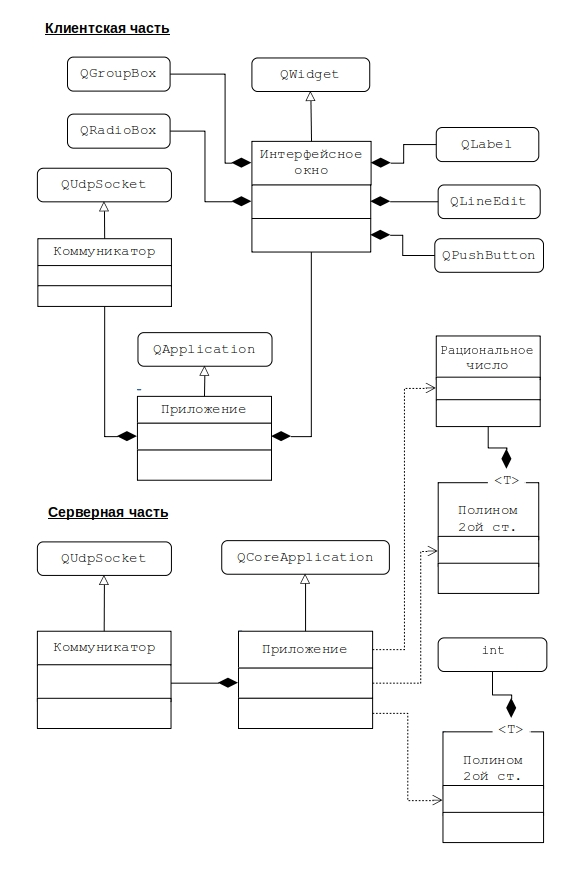 Клиентская часть
QGroupBox
QWidget
QRadioBox
QLabel
Интерфейсное
окно
QUdpSocket
QLineEdit
Коммуникатор
QPushButton
QApplication
Рациональное
число
Приложение
<T>
Полином
2ой ст.
Серверная часть
QUdpSocket
QCoreApplication
Коммуникатор
Приложение
int
<T>
Полином
2ой ст.